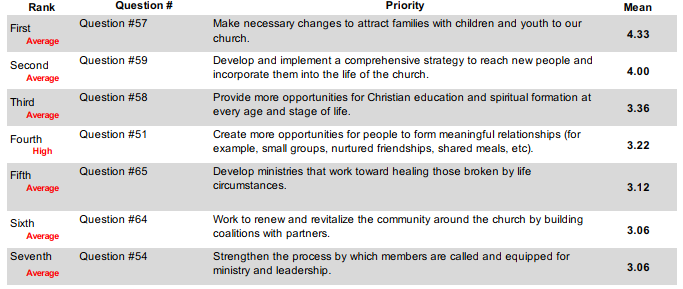 Rank Question # Priority Mean
First Question #57 Make necessary changes to attract families with children and youth to our
Average church. 4.33
Second Question #59 Develop and implement a comprehensive strategy to reach new people and
Average incorporate them into the life of the church. 4.00
Third Question #58 Provide more opportunities for Christian education and spiritual formation at
Average every age and stage of life. 3.36
Fourth Question #51 Create more opportunities for people to form meaningful relationships (for
High example, small groups, nurtured friendships, shared meals, etc). 3.22
Fifth Question #65 Develop ministries that work toward healing those broken by life
Average circumstances. 3.12
Sixth Question #64 Work to renew and revitalize the community around the church by building
Average coalitions with partners. 3.06
Seventh Question #54 Strengthen the process by which members are called and equipped for
Average ministry and leadership. 3.06